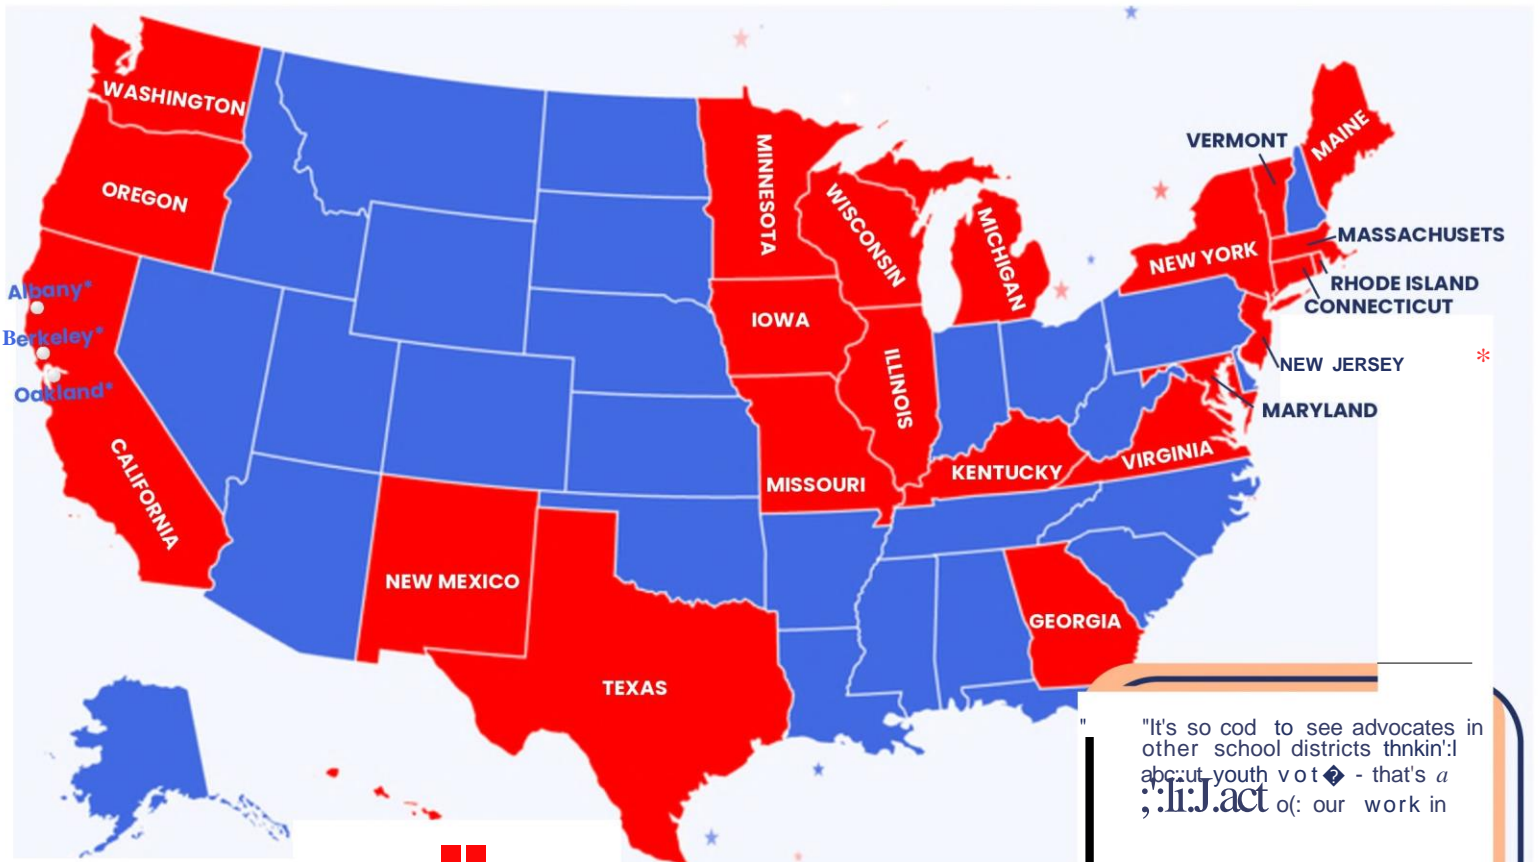 WASHINGTON
OREGON
Albany*
Berkeley*
Oakland*
CALIFORNIA
NEW MEXICO
TEXAS
MINNESOTA
IOWA
MISSOURI
WISCONSIN
ILLINOIS
MICHIGAN
KENTUCKY
VIRGINIA
GEORGIA
NEW YORK
VERMONT
MAINE
MASSACHUSETS
RHODE ISLAND
CONNECTICUT
NEW JERSEY
*
MARYLAND
" "It's so cod to see advocates in
other school districts thnkin':l
vot - that's a
our work in